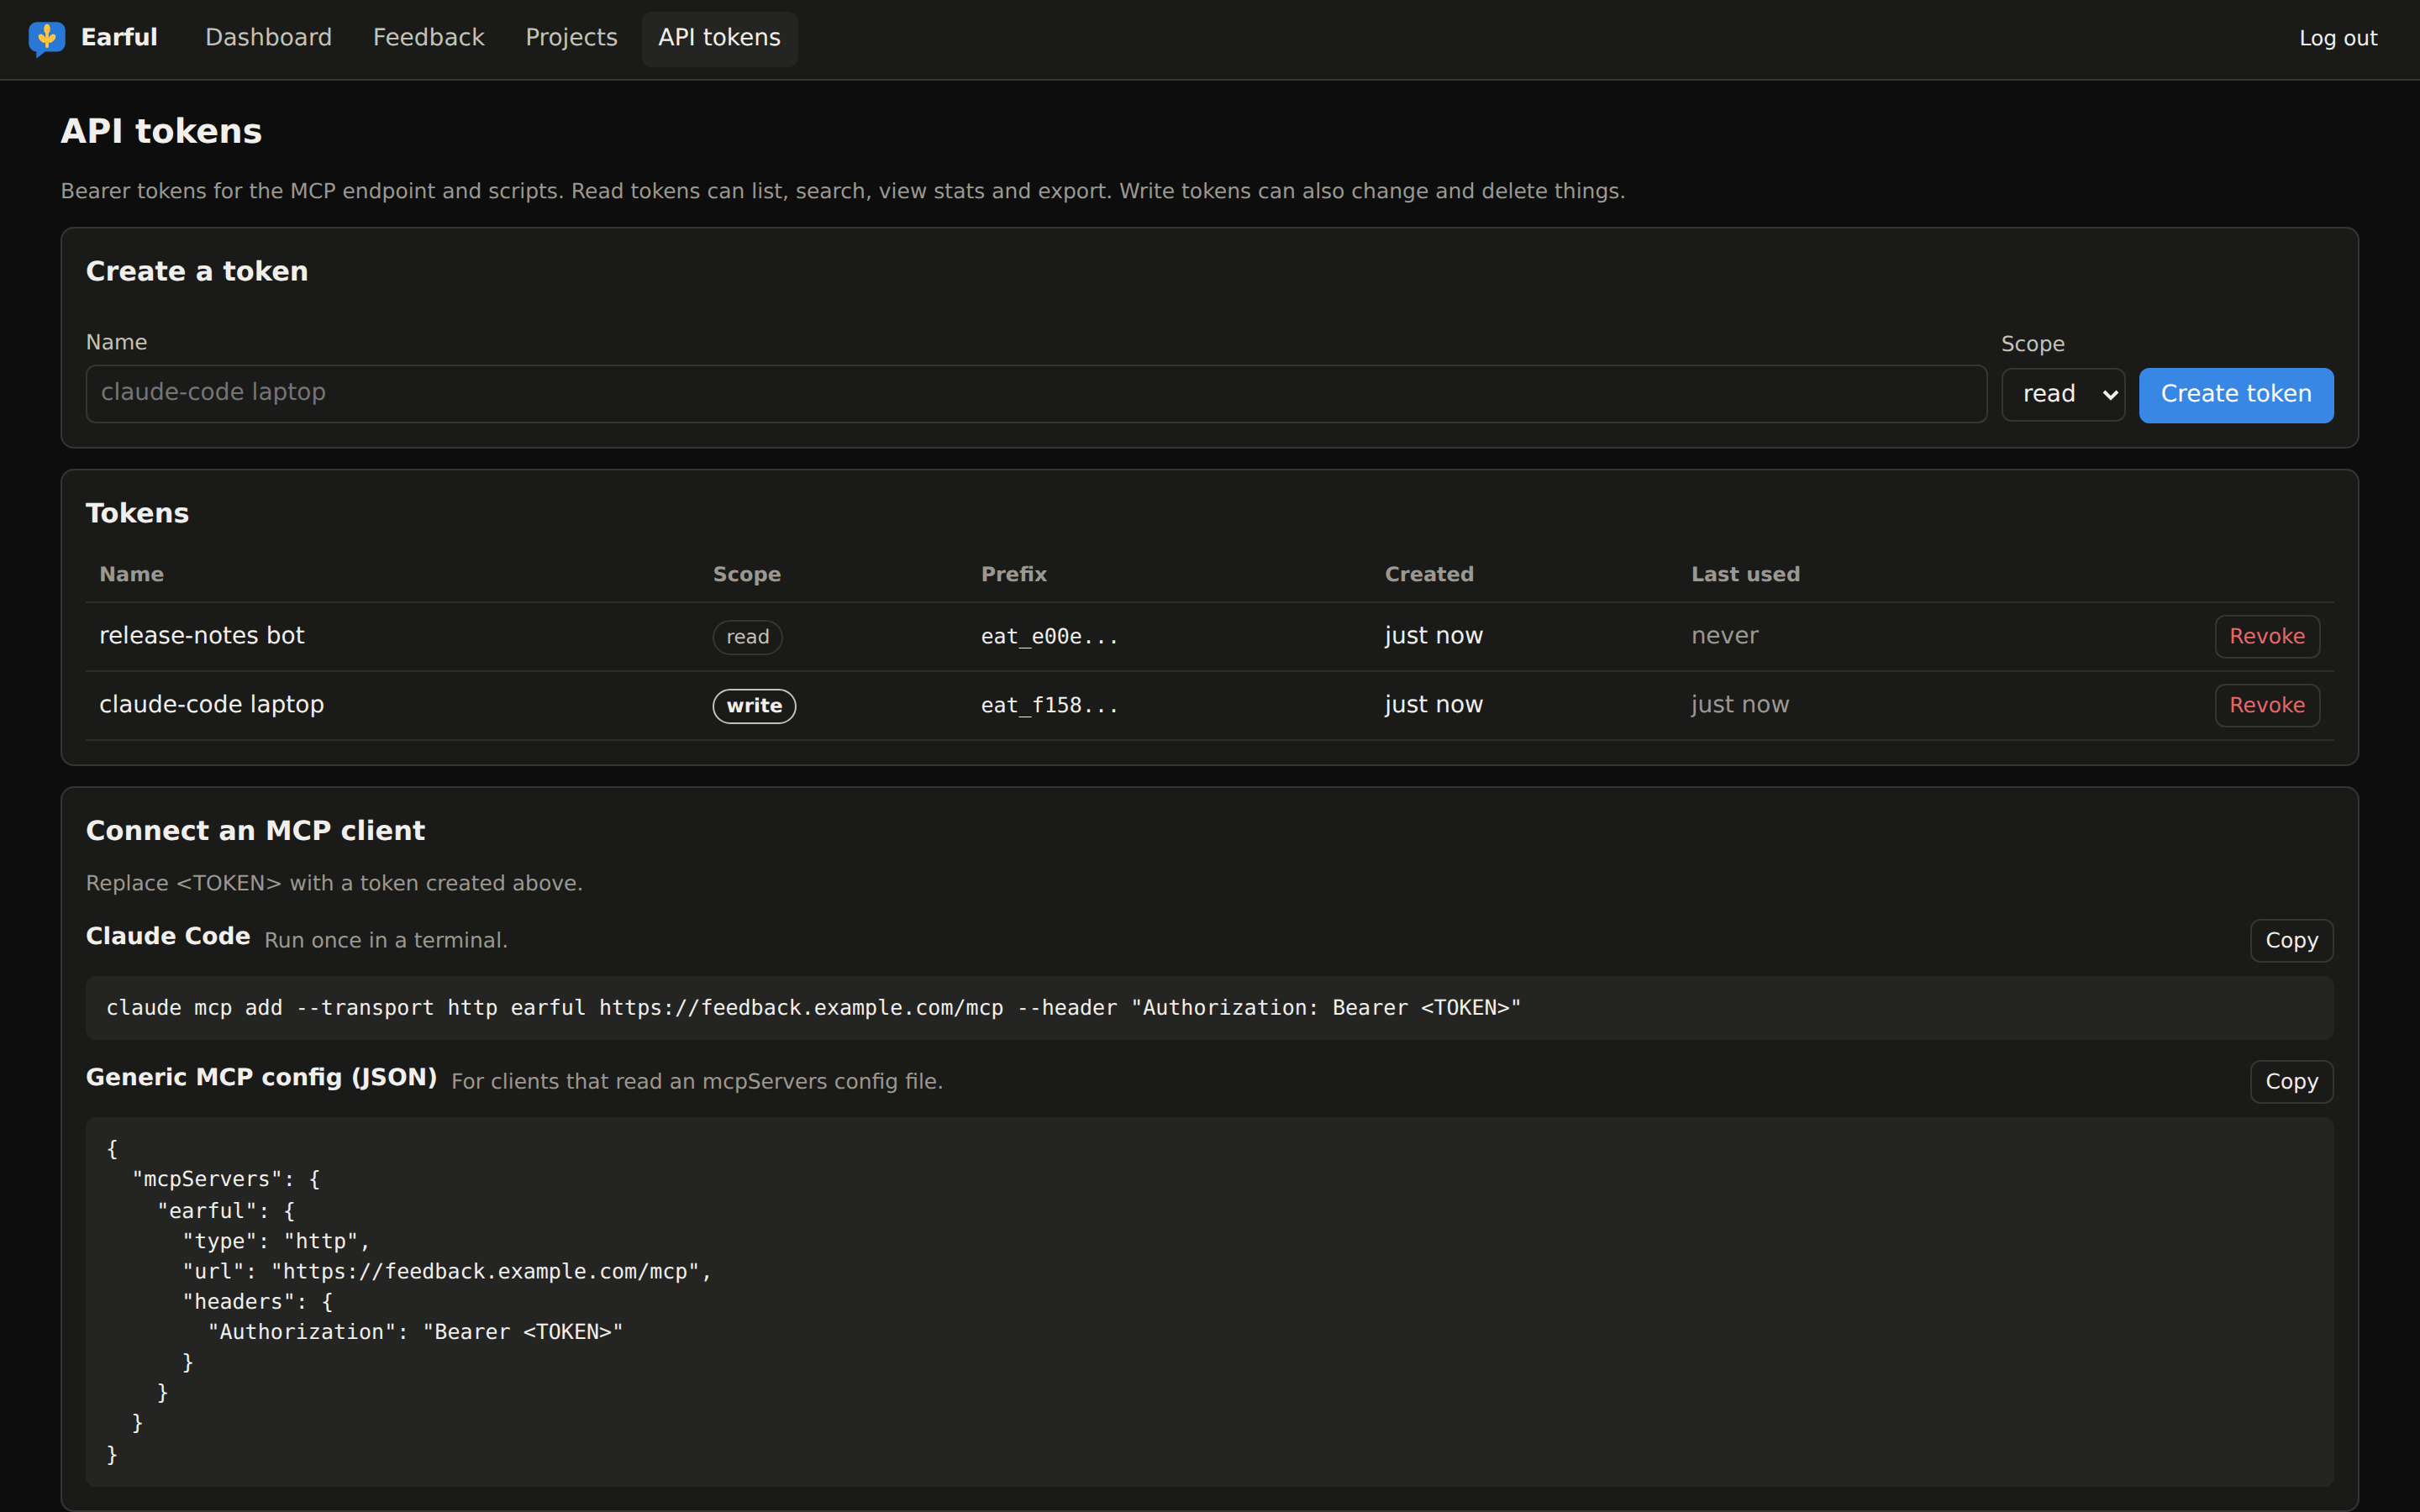 Earful Dashboard Feedback Projects API tokens Log out
API tokens
Bearer tokens for the MCP endpoint and scripts. Read tokens can list, search, view stats and export. Write tokens can also change and delete things.
Create a token
Name Scope
claude-code laptop read Create token
Tokens
Name Scope Prefix Created Last used
release-notes bot read eat_e00e... just now never Revoke
claude-code laptop write eat_f158... just now just now Revoke
Connect an MCP client
Replace <TOKEN> with a token created above.
Claude Code Run once in a terminal. Copy
claude mcp add --transport http earful https://feedback.example.com/mcp --header "Authorization: Bearer <TOKEN>"
Generic MCP config (JSON) For clients that read an mcpServers config file. Copy
{
  "mcpServers": {
    "earful": {
      "type": "http",
      "url": "https://feedback.example.com/mcp",
      "headers": {
        "Authorization": "Bearer <TOKEN>"
      }
    }
  }
}